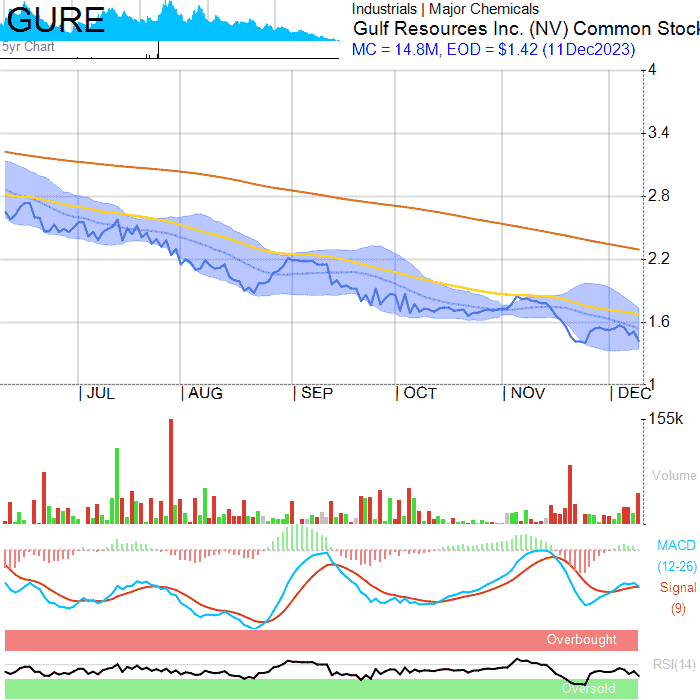 GURE
5yr Chart
Industrials | Major Chemicals
Gulf Resources Inc. (NV) Common Stock
MC = 14.8M, EOD = $1.42 (11Dec2023)
4
3.4
2.8
2.2
1.6
1
| JUL | AUG | SEP | OCT | NOV | DEC
155k
Volume
MACD
(12-26)
Signal
(9)
Overbought
RSI(14)
Oversold